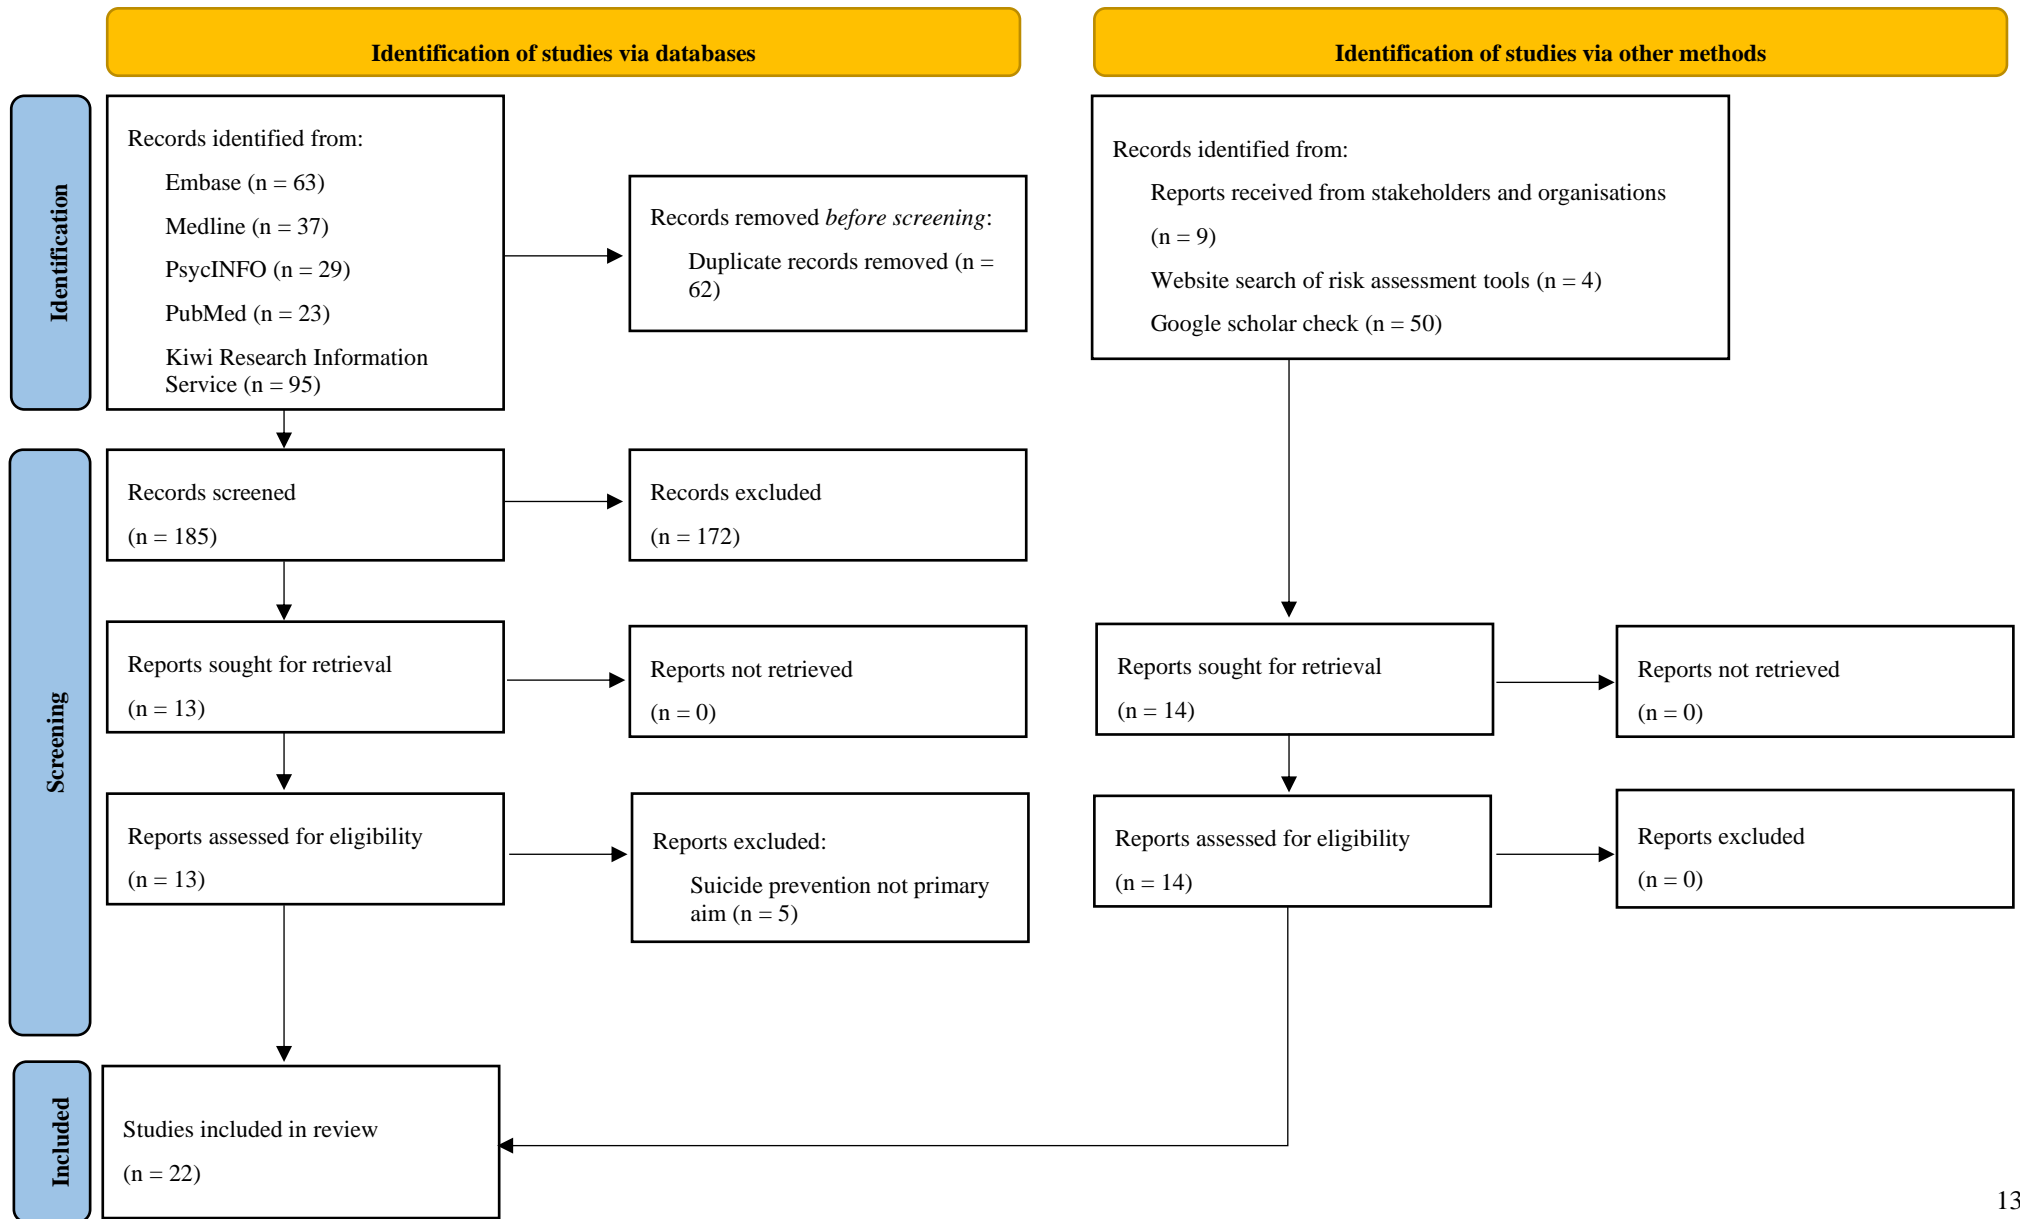 Identification of studies via databases
Identification of studies via other methods
Identification
Records identified from:
Embase (n = 63)
Medline (n = 37)
PsycINFO (n = 29)
PubMed (n = 23)
Kiwi Research Information
Service (n = 95)
Records removed before screening:
Duplicate records removed (n =
62)
Records identified from:
Reports received from stakeholders and organisations
(n = 9)
Website search of risk assessment tools (n = 4)
Google scholar check (n = 50)
Screening
Records screened
(n = 185)
Records excluded
(n = 172)
Reports sought for retrieval
(n = 13)
Reports not retrieved
(n = 0)
Reports sought for retrieval
(n = 14)
Reports not retrieved
(n = 0)
Reports assessed for eligibility
(n = 13)
Reports excluded:
Suicide prevention not primary
aim (n = 5)
Reports assessed for eligibility
(n = 14)
Reports excluded
(n = 0)
Included
Studies included in review
(n = 22)
13